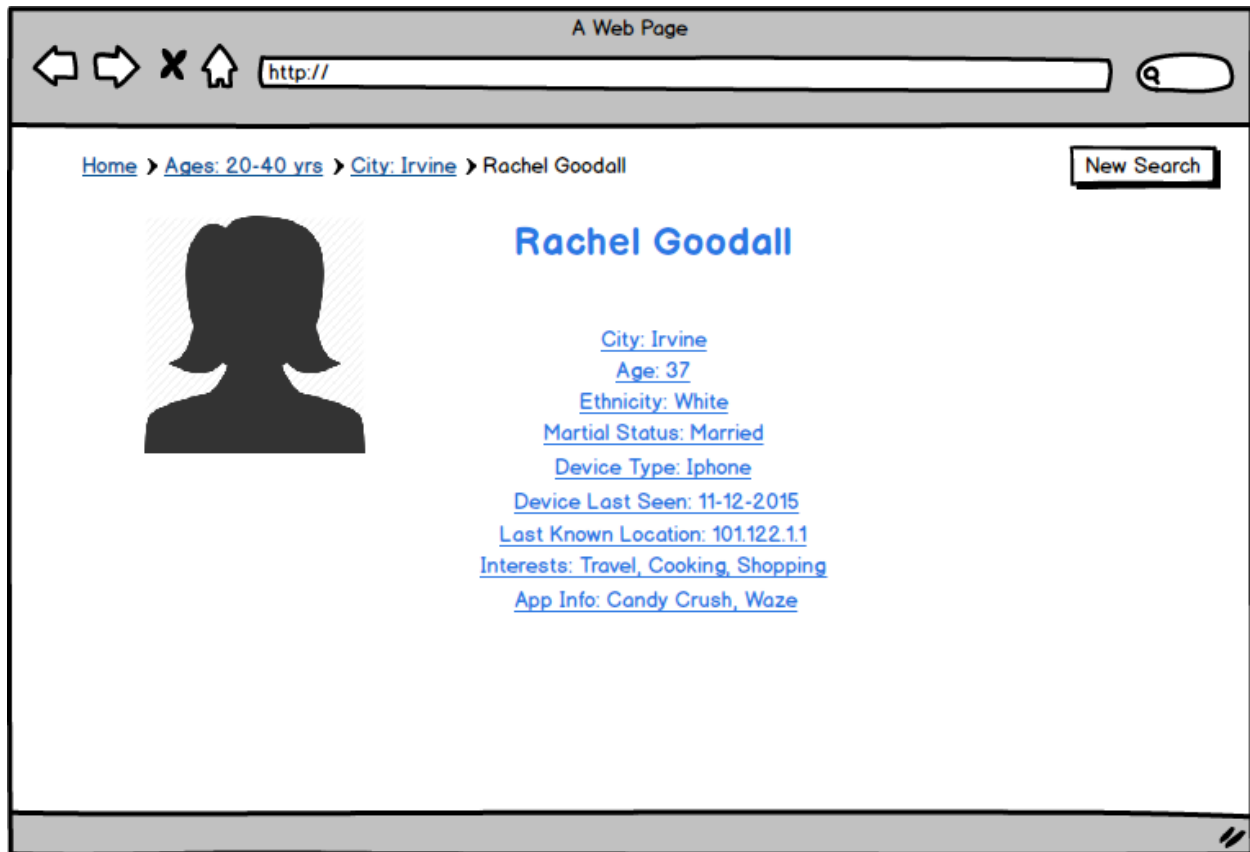 A Web Page
http://
Home > Ages: 20-40 yrs > City: Irvine > Rachel Goodall
New Search
Rachel Goodall
City: Irvine
Age: 37
Ethnicity: White
Martial Status: Married
Device Type: Iphone
Device Last Seen: 11-12-2015
Last Known Location: 101.122.1.1
Interests: Travel, Cooking, Shopping
App Info: Candy Crush, Waze